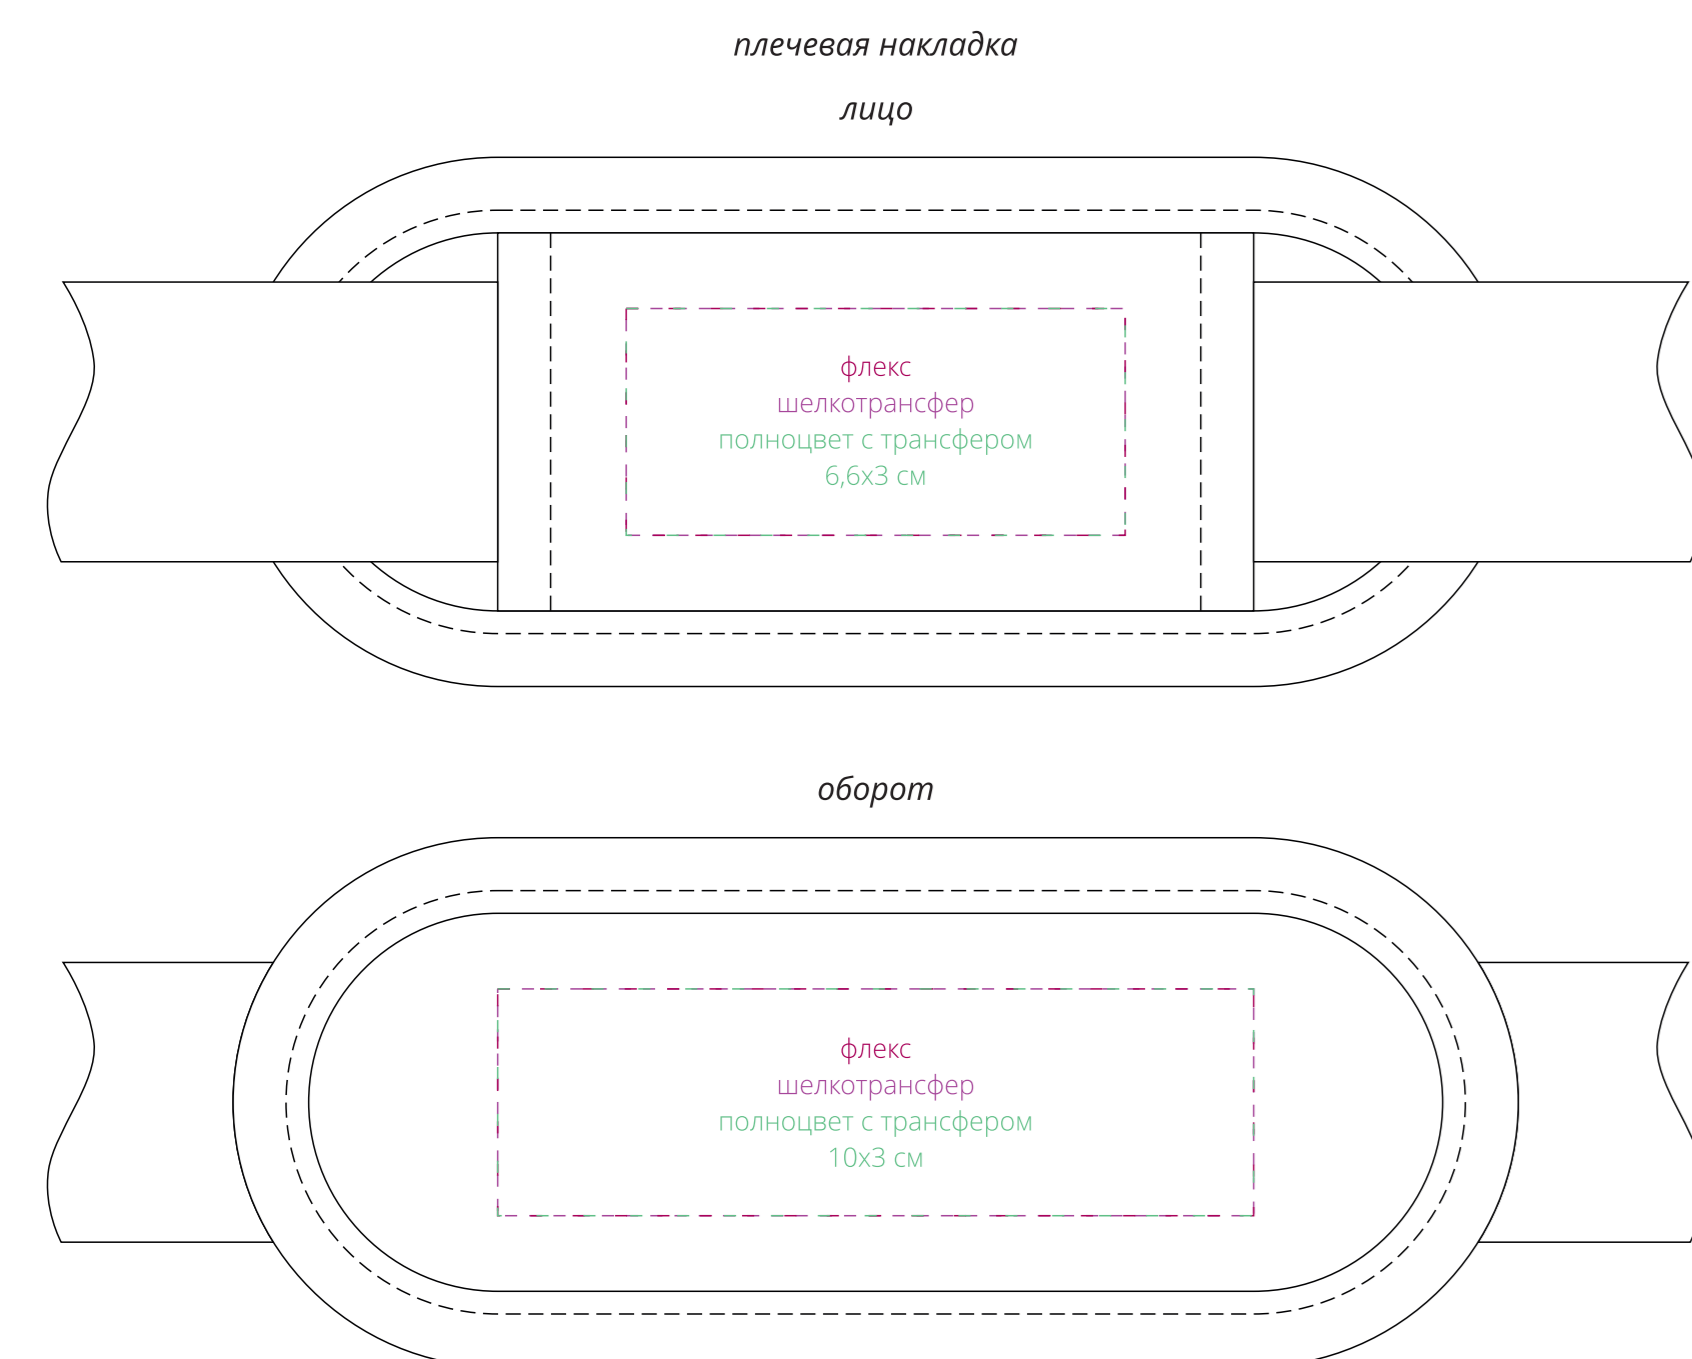 плечевая накладка
лицо
флекс
шелкотрансфер
полноцвет с трансфером
6,6х3 см
оборот
флекс
шелкотрансфер
полноцвет с трансфером
10х3 см